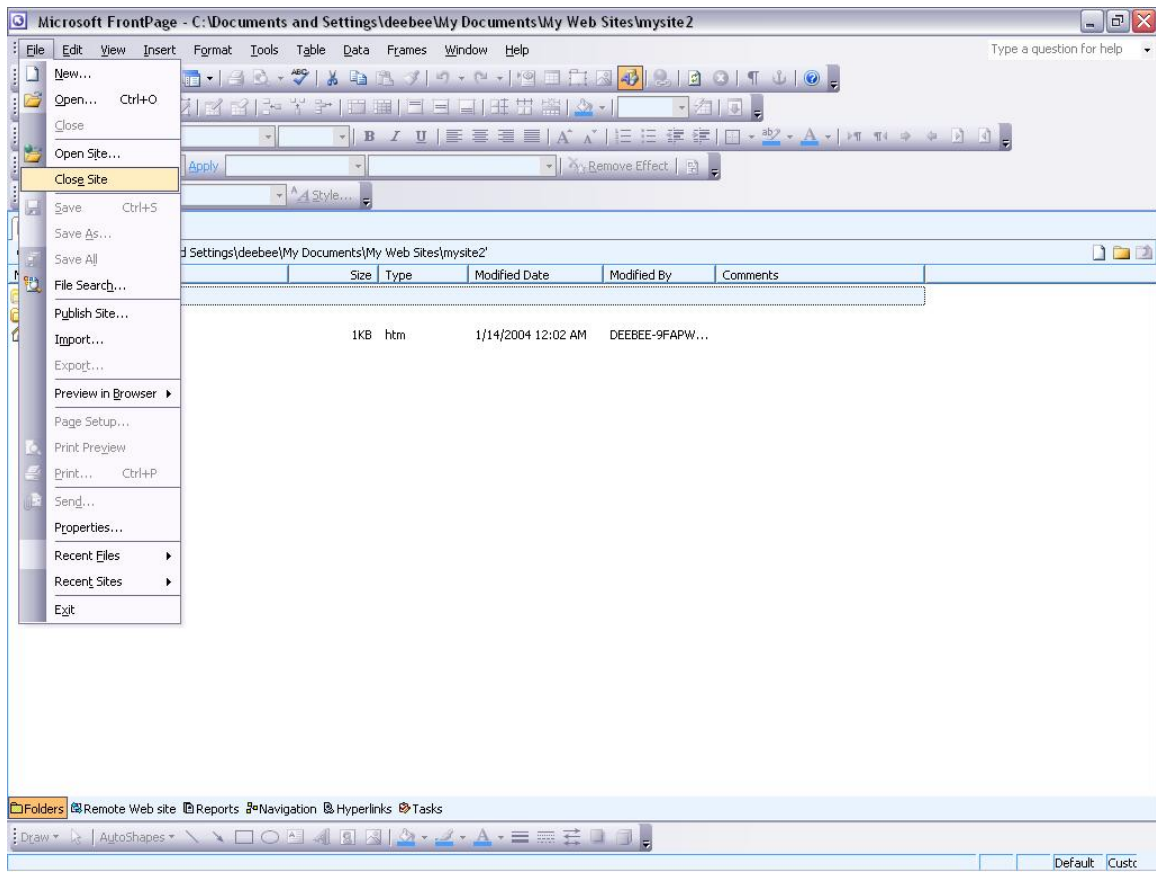 Microsoft FrontPage - C:\Documents and Settings\deebee\My Documents\My Web Sites\mysite2
File Edit View Insert Format Tools Table Data Frames Window Help
Type a question for help
New...
Open... Ctrl+O
Close
B I U
Open Site...
Apply
Remove Effect
Close Site
Style...
Save Ctrl+S
Save As...
Save All
d Settings\deebee\My Documents\My Web Sites\mysite2'
Size Type Modified Date Modified By Comments
File Search...
Publish Site...
Import...
1KB htm 1/14/2004 12:02 AM DEEBEE-9FAPW...
Export...
Preview in Browser
Page Setup...
Print Preview
Print... Ctrl+P
Send...
Properties...
Recent Files
Recent Sites
Exit
Folders Remote Web site Reports Navigation Hyperlinks Tasks
Draw AutoShapes
Default Custc